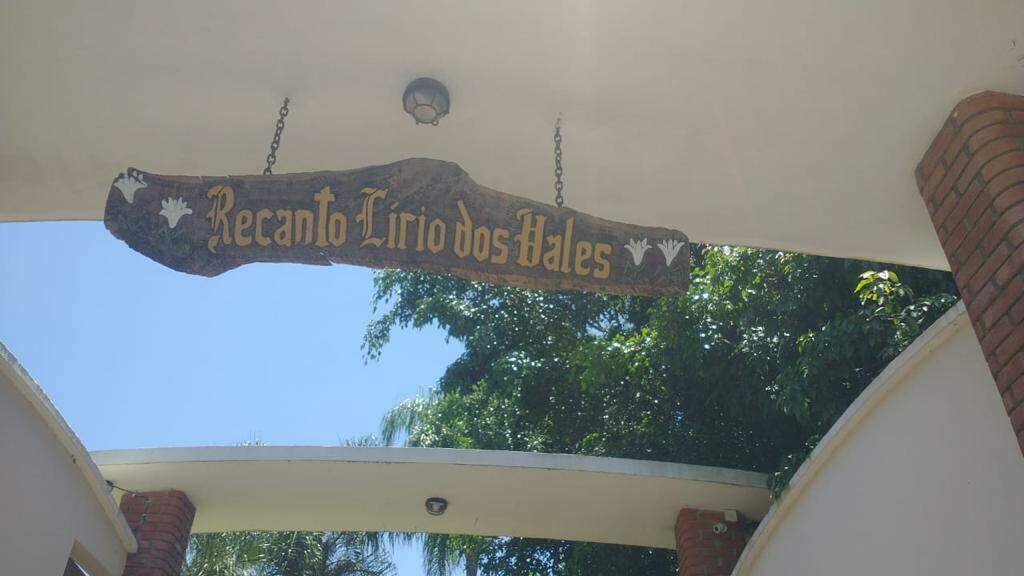 Recanto Lírio dos Vales